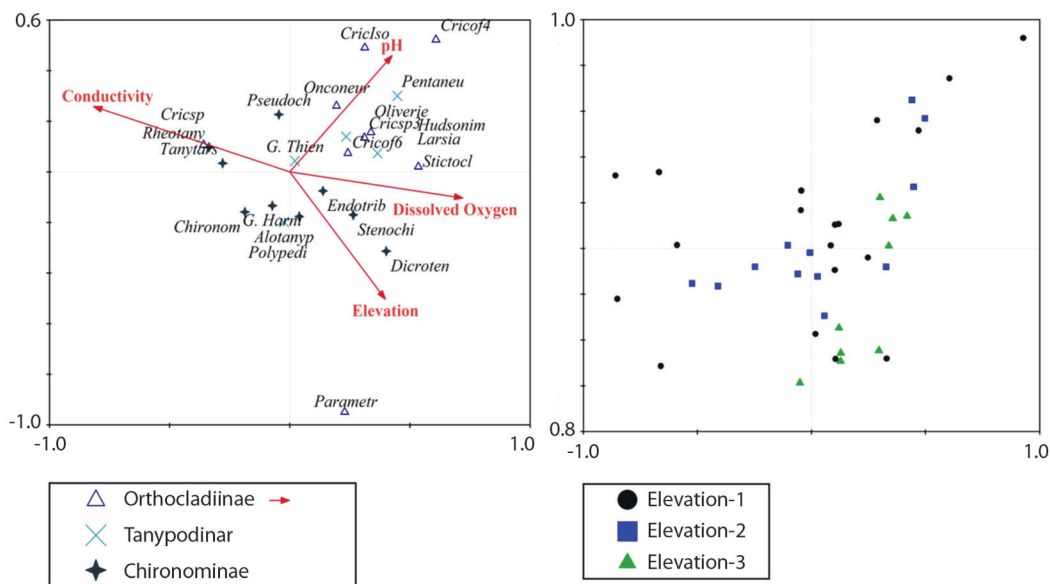 0.6
CricIso
Cricof4
pH
Pentaneu
Conductivity
Onconeur
Cricsp
Pseudoch
Oliverie
Rheotany
Cricsp3
Hudsonim
Tanytars
G. Thien
Cricof6
Larsia
Stictocl
Endotrib
Dissolved Oxygen
Chironom
G. Harni
Stenochi
Alotanyp
Polypedi
Dicroten
Elevation
Parametr
-1.0
-1.0
1.0
Orthocladiinae
Tanypodinar
Chironominae
1.0
0.8
-1.0
1.0
Elevation-1
Elevation-2
Elevation-3